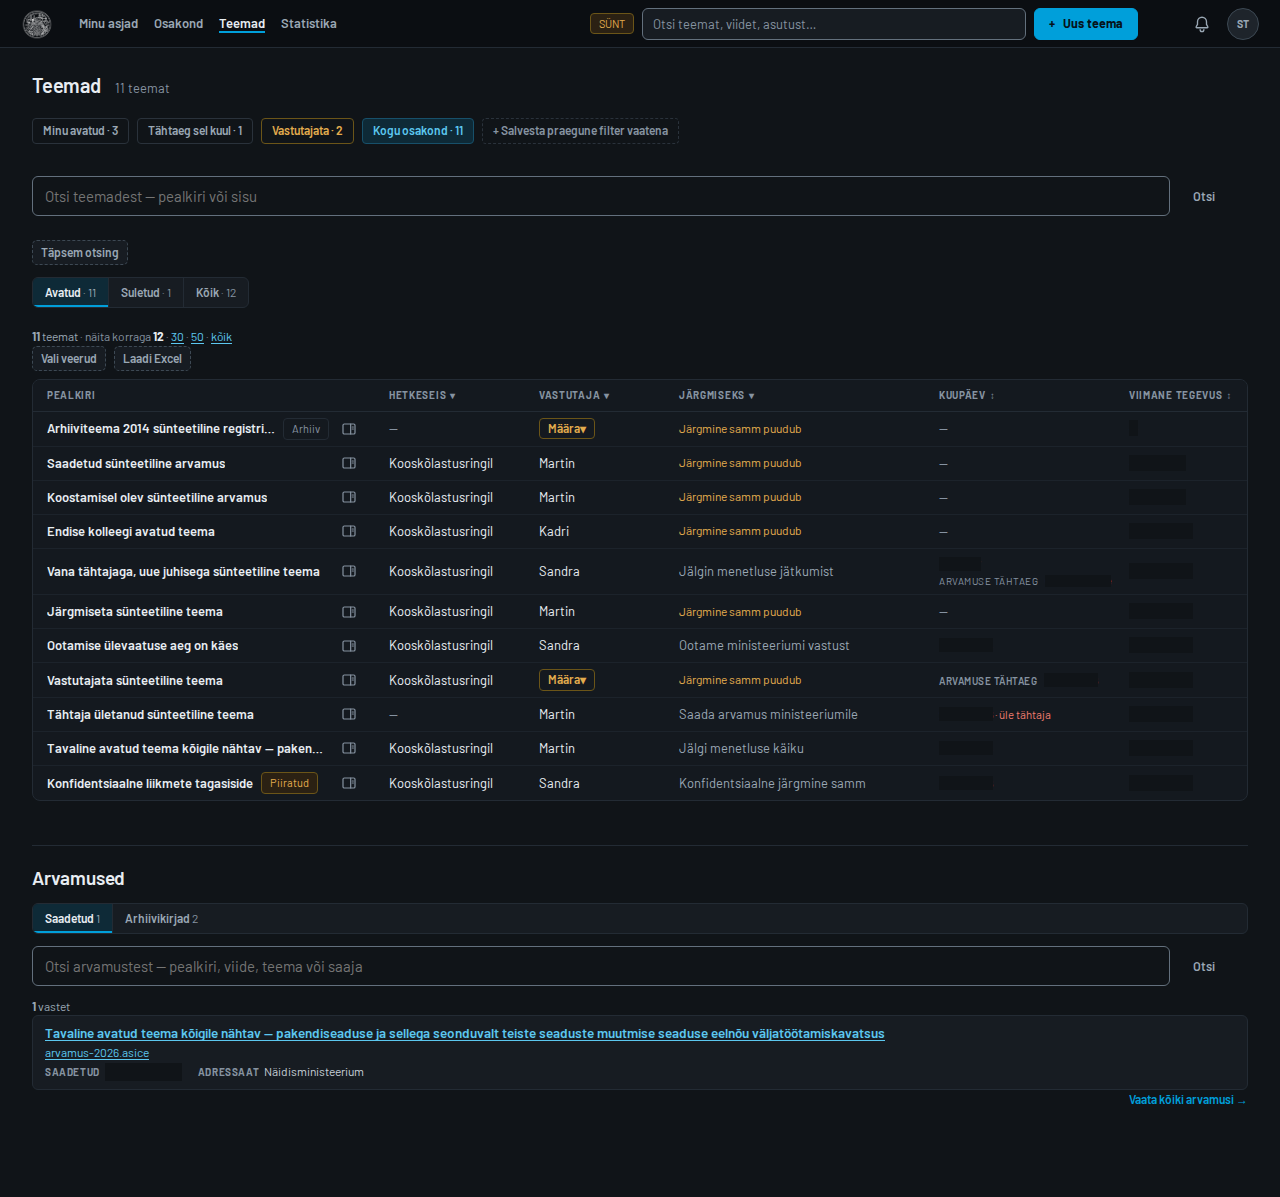 Minu asjad Osakond Teemad Statistika SÜNT Otsi teemat, viidet, asutust… + Uus teema ST
Teemad 11 teemat
Minu avatud · 3 Tähtaeg sel kuul · 1 Vastutajata · 2 Kogu osakond · 11 + Salvesta praegune filter vaatena
Otsi teemadest — pealkiri või sisu Otsi
Täpsem otsing
Avatud · 11 Suletud · 1 Kõik · 12
11 teemat · näita korraga 12 · 30 · 50 · kõik
Vali veerud Laadi Excel
PEALKIRI HETKESEIS ▾ VASTUTAJA ▾ JÄRGMISEKS ▾ KUUPÄEV ↕ VIIMANE TEGEVUS ↕
Arhiiviteema 2014 sünteetiline registri… Arhiiv — Määra▾ Järgmine samm puudub —
Saadetud sünteetiline arvamus Kooskõlastusringil Martin Järgmine samm puudub —
Koostamisel olev sünteetiline arvamus Kooskõlastusringil Martin Järgmine samm puudub —
Endise kolleegi avatud teema Kooskõlastusringil Kadri Järgmine samm puudub —
Vana tähtajaga, uue juhisega sünteetiline teema Kooskõlastusringil Sandra Jälgin menetluse jätkumist
ARVAMUSE TÄHTAEG
Järgmiseta sünteetiline teema Kooskõlastusringil Martin Järgmine samm puudub —
Ootamise ülevaatuse aeg on käes Kooskõlastusringil Sandra Ootame ministeeriumi vastust
Vastutajata sünteetiline teema Kooskõlastusringil Määra▾ Järgmine samm puudub ARVAMUSE TÄHTAEG
Tähtaja ületanud sünteetiline teema — Martin Saada arvamus ministeeriumile · üle tähtaja
Tavaline avatud teema kõigile nähtav — paken… Kooskõlastusringil Martin Jälgi menetluse käiku
Konfidentsiaalne liikmete tagasiside Piiratud Kooskõlastusringil Sandra Konfidentsiaalne järgmine samm
Arvamused
Saadetud 1 Arhiivikirjad 2
Otsi arvamustest — pealkiri, viide, teema või saaja Otsi
1 vastet
Tavaline avatud teema kõigile nähtav — pakendiseaduse ja sellega seonduvalt teiste seaduste muutmise seaduse eelnõu väljatöötamiskavatsus
arvamus-2026.asice
SAADETUD ADRESSAAT Näidisministeerium
Vaata kõiki arvamusi →